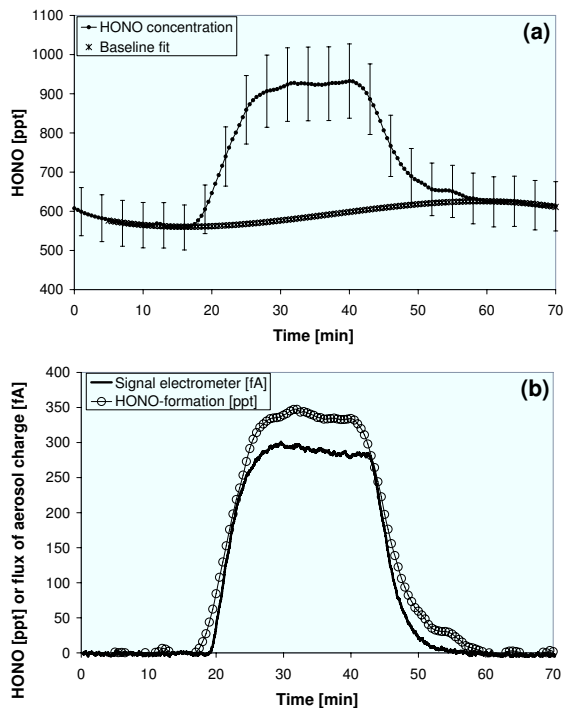 (a)
HONO concentration
Baseline fit
HONO [ppt]
1100
1000
900
800
700
600
500
400
0 10 20 30 40 50 60 70
Time [min]
(b)
Signal electrometer [fA]
HONO-formation [ppt]
HONO [ppt] or flux of aerosol charge [fA]
400
350
300
250
200
150
100
50
0
0 10 20 30 40 50 60 70
Time [min]